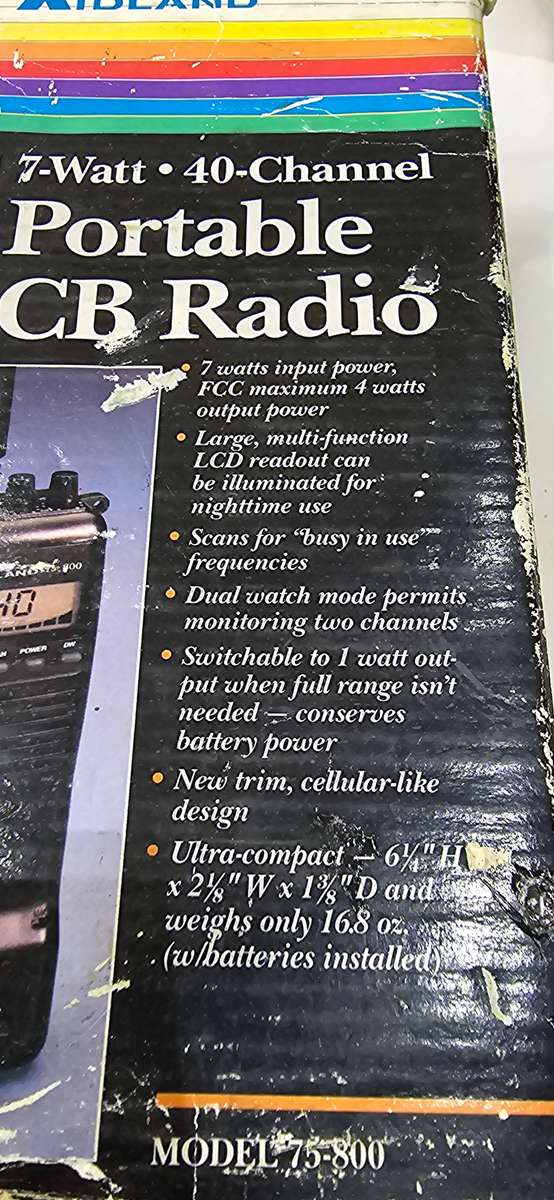 MIDLAND
7-Watt • 40-Channel
Portable
CB Radio
• 7 watts input power,
FCC maximum 4 watts
output power
• Large, multi-function
LCD readout can
be illuminated for
nighttime use
• Scans for "busy in use"
frequencies
• Dual watch mode permits
monitoring two channels
• Switchable to 1 watt out-
put when full range isn't
needed — conserves
battery power
• New trim, cellular-like
design
• Ultra-compact — 6¼" H
x 2⅛" W x 1⅜" D and
weighs only 16.8 oz.
(w/batteries installed)
MODEL 75-800
40
POWER DW